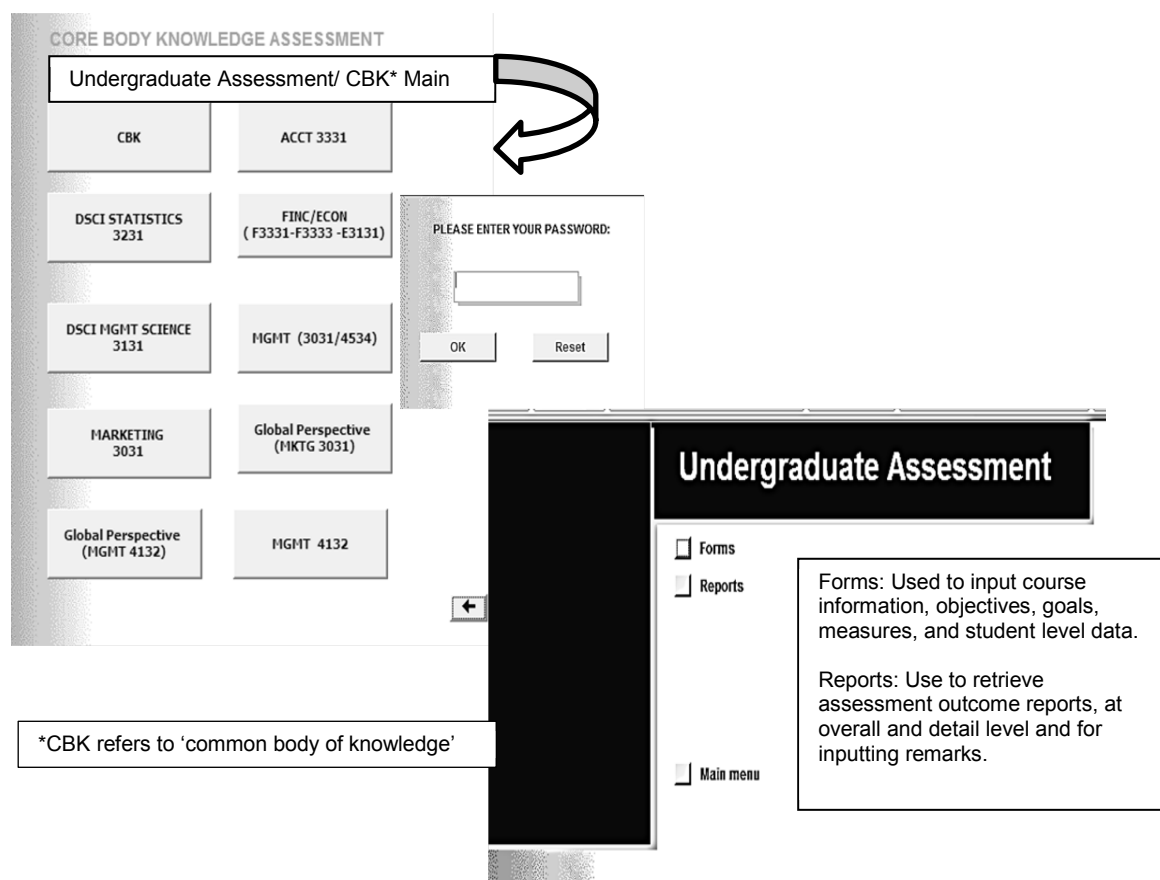 CORE BODY KNOWLEDGE ASSESSMENT
Undergraduate Assessment/ CBK* Main
CBK
ACCT 3331
DSCI STATISTICS
3231
FINC/ECON
( F3331-F3333 -E3131)
PLEASE ENTER YOUR PASSWORD:
DSCI MGMT SCIENCE
3131
MGMT (3031/4534)
OK
Reset
MARKETING
3031
Global Perspective
(MKTG 3031)
Global Perspective
(MGMT 4132)
MGMT 4132
Undergraduate Assessment
Forms
Reports
Main menu
Forms: Used to input course
information, objectives, goals,
measures, and student level data.
Reports: Use to retrieve
assessment outcome reports, at
overall and detail level and for
inputting remarks.
*CBK refers to ‘common body of knowledge’